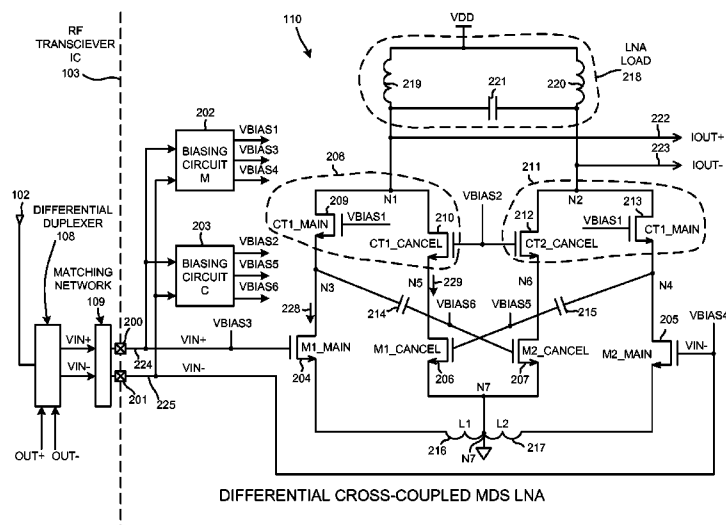 RF
TRANSCIEVER
IC
103
110
VDD
LNA
LOAD
218
219
221
220
222
IOUT+
223
IOUT-
202
VBIAS1
VBIAS3
VBIAS4
BIASING
CIRCUIT
M
208
N1
211
N2
209
CT1_MAIN
VBIAS1
210
CT1_CANCEL
VBIAS2
212
CT2_CANCEL
VBIAS1
213
CT1_MAIN
102
DIFFERENTIAL
DUPLEXER
108
MATCHING
NETWORK
109
203
VBIAS2
VBIAS5
VBIAS6
BIASING
CIRCUIT
C
N3
N5
229
N6
N4
228
214
VBIAS6
VBIAS5
215
VBIAS4
200
VIN+
224
VIN+
VBIAS3
M1_MAIN
204
M1_CANCEL
206
M2_CANCEL
207
M2_MAIN
205
VIN-
VIN-
201
225
VIN-
N7
L1
L2
216
N7
217
OUT+
OUT-
DIFFERENTIAL CROSS-COUPLED MDS LNA